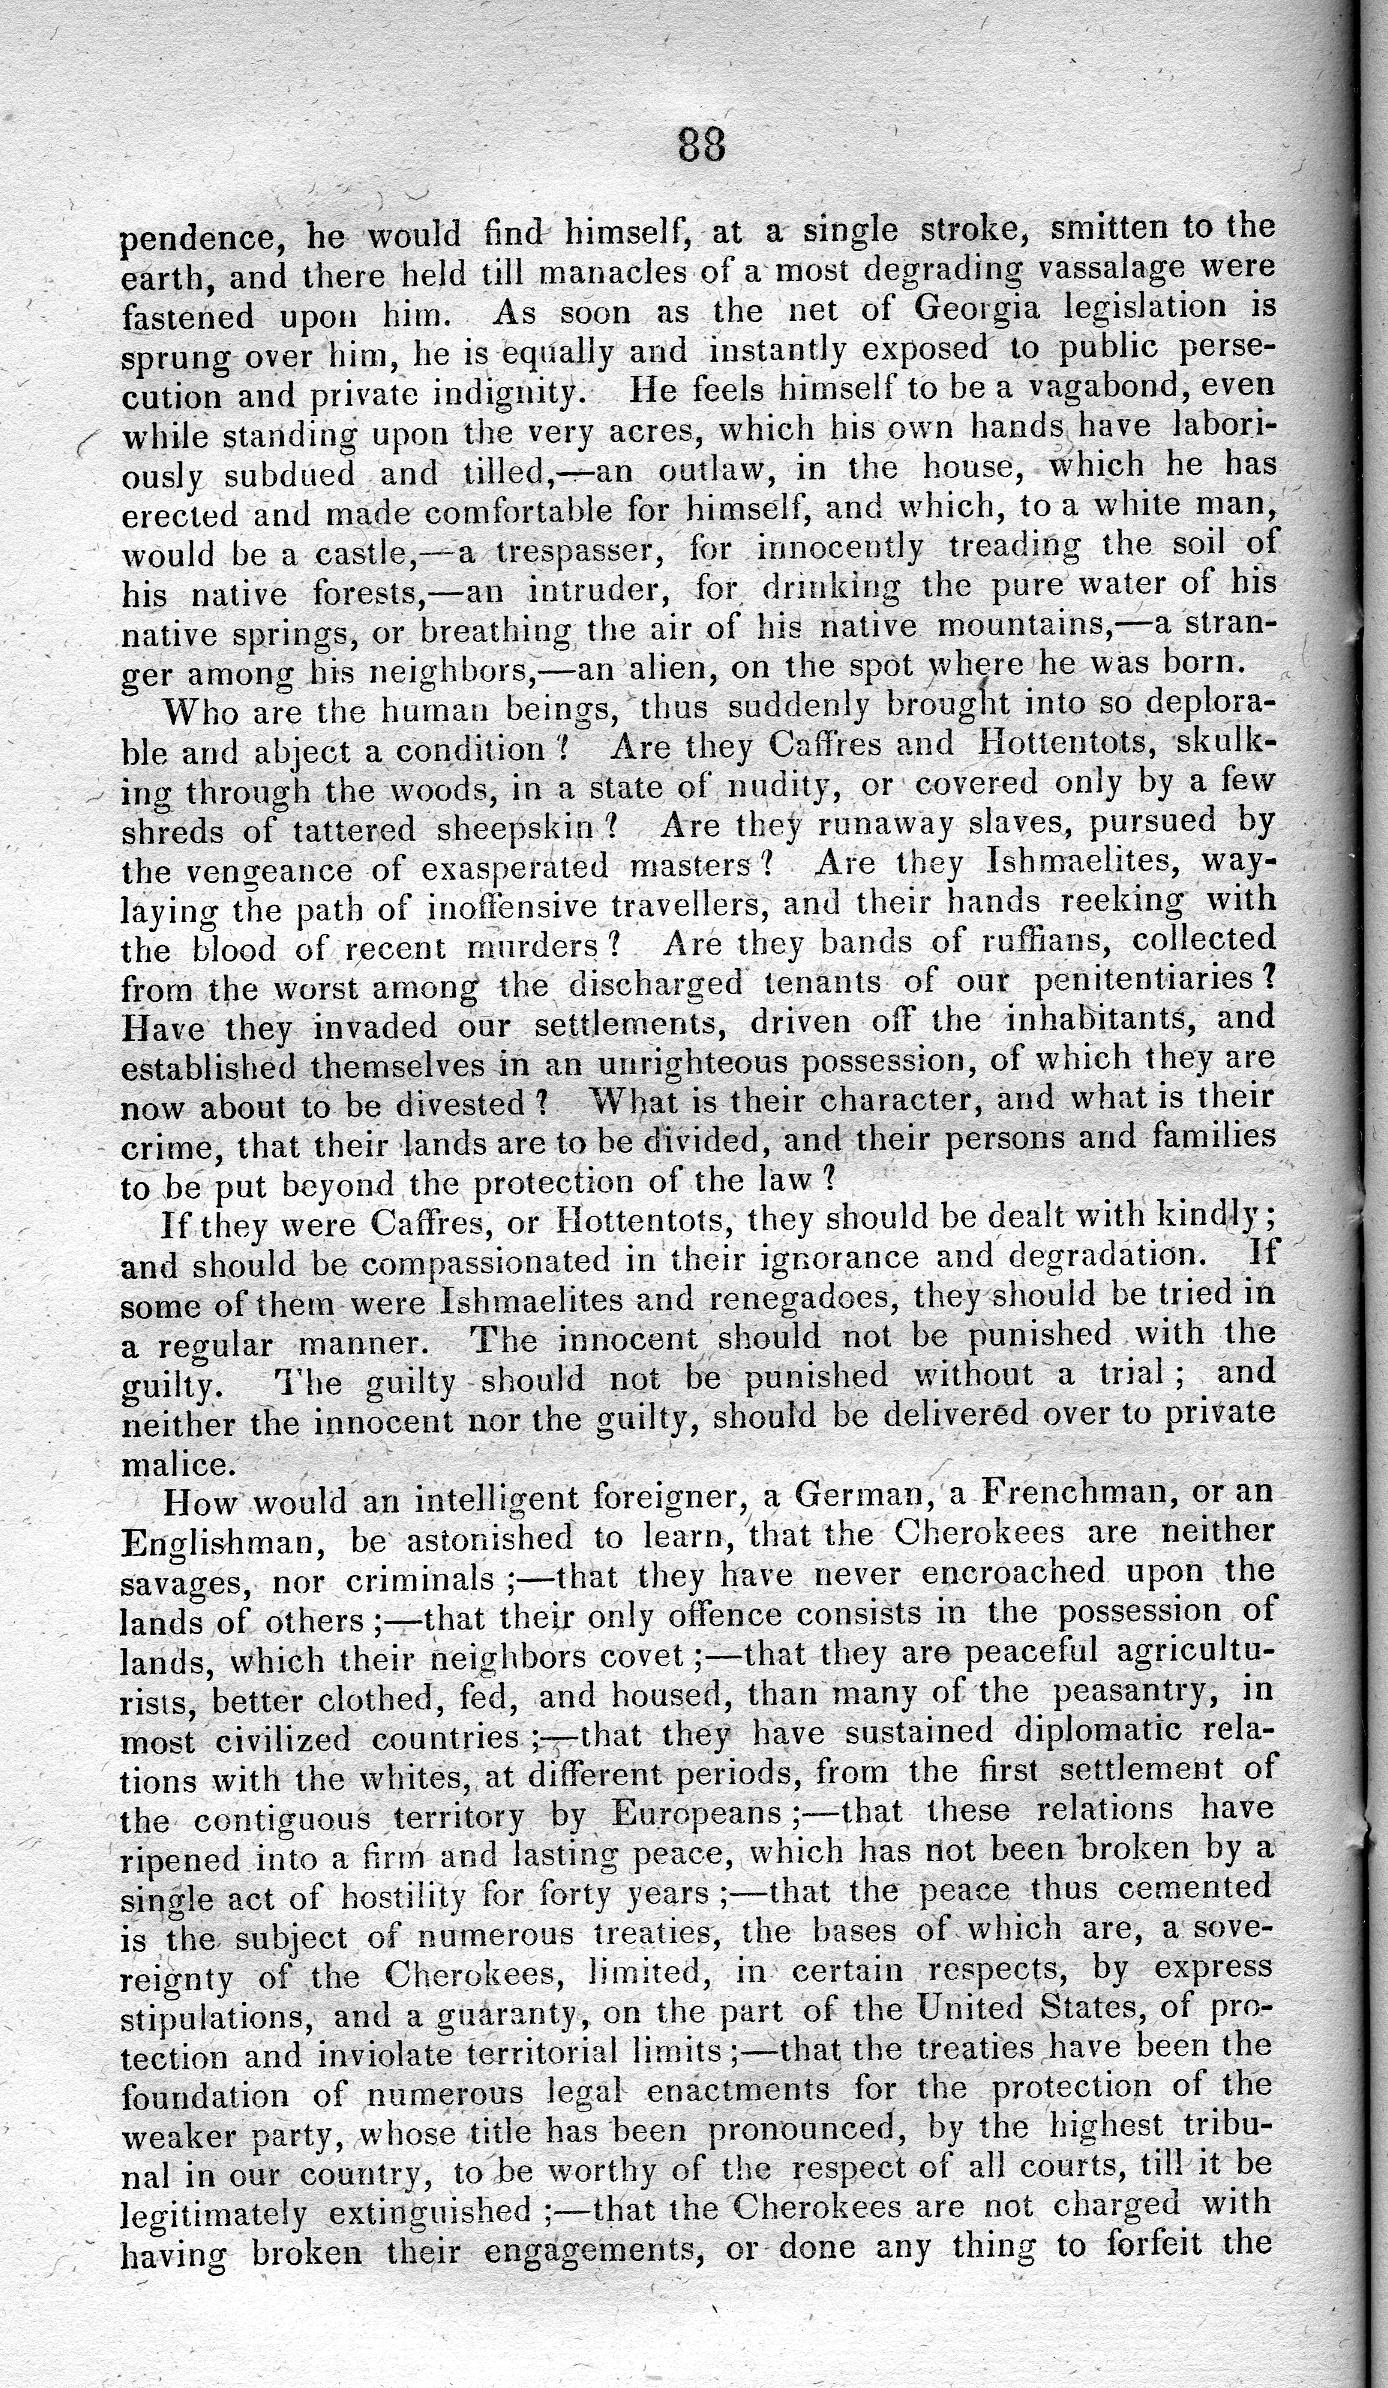 88
pendence, he would find himself, at a single stroke, smitten to the
earth, and there held till manacles of a most degrading vassalage were
fastened upon him. As soon as the net of Georgia legislation is
sprung over him, he is equally and instantly exposed to public perse-
cution and private indignity. He feels himself to be a vagabond, even
while standing upon the very acres, which his own hands have labori-
ously subdued and tilled,—an outlaw, in the house, which he has
erected and made comfortable for himself, and which, to a white man,
would be a castle,—a trespasser, for innocently treading the soil of
his native forests,—an intruder, for drinking the pure water of his
native springs, or breathing the air of his native mountains,—a stran-
ger among his neighbors,—an alien, on the spot where he was born.
Who are the human beings, thus suddenly brought into so deplora-
ble and abject a condition? Are they Caffres and Hottentots, skulk-
ing through the woods, in a state of nudity, or covered only by a few
shreds of tattered sheepskin? Are they runaway slaves, pursued by
the vengeance of exasperated masters? Are they Ishmaelites, way-
laying the path of inoffensive travellers, and their hands reeking with
the blood of recent murders? Are they bands of ruffians, collected
from the worst among the discharged tenants of our penitentiaries?
Have they invaded our settlements, driven off the inhabitants, and
established themselves in an unrighteous possession, of which they are
now about to be divested? What is their character, and what is their
crime, that their lands are to be divided, and their persons and families
to be put beyond the protection of the law?
If they were Caffres, or Hottentots, they should be dealt with kindly;
and should be compassionated in their ignorance and degradation. If
some of them were Ishmaelites and renegadoes, they should be tried in
a regular manner. The innocent should not be punished with the
guilty. The guilty should not be punished without a trial; and
neither the innocent nor the guilty, should be delivered over to private
malice.
How would an intelligent foreigner, a German, a Frenchman, or an
Englishman, be astonished to learn, that the Cherokees are neither
savages, nor criminals;—that they have never encroached upon the
lands of others;—that their only offence consists in the possession of
lands, which their neighbors covet;—that they are peaceful agricultu-
rists, better clothed, fed, and housed, than many of the peasantry, in
most civilized countries;—that they have sustained diplomatic rela-
tions with the whites, at different periods, from the first settlement of
the contiguous territory by Europeans;—that these relations have
ripened into a firm and lasting peace, which has not been broken by a
single act of hostility for forty years;—that the peace thus cemented
is the subject of numerous treaties, the bases of which are, a sove-
reignty of the Cherokees, limited, in certain respects, by express
stipulations, and a guaranty, on the part of the United States, of pro-
tection and inviolate territorial limits;—that the treaties have been the
foundation of numerous legal enactments for the protection of the
weaker party, whose title has been pronounced, by the highest tribu-
nal in our country, to be worthy of the respect of all courts, till it be
legitimately extinguished;—that the Cherokees are not charged with
having broken their engagements, or done any thing to forfeit the